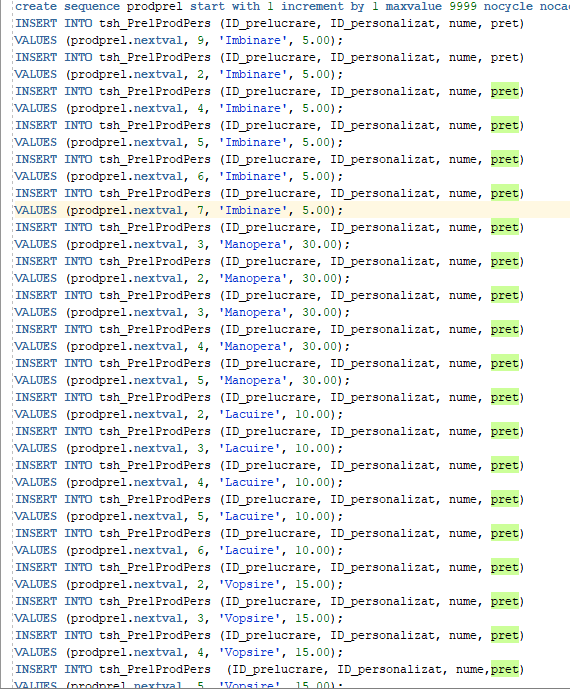 create sequence prodprel start with 1 increment by 1 maxvalue 9999 nocycle
INSERT INTO tsh_PrelProdPers (ID_prelucrare, ID_personalizat, nume, pret)
VALUES (prodprel.nextval, 9, 'Imbinare', 5.00);
INSERT INTO tsh_PrelProdPers (ID_prelucrare, ID_personalizat, nume, pret)
VALUES (prodprel.nextval, 2, 'Imbinare', 5.00);
INSERT INTO tsh_PrelProdPers (ID_prelucrare, ID_personalizat, nume, pret)
VALUES (prodprel.nextval, 4, 'Imbinare', 5.00);
INSERT INTO tsh_PrelProdPers (ID_prelucrare, ID_personalizat, nume, pret)
VALUES (prodprel.nextval, 5, 'Imbinare', 5.00);
INSERT INTO tsh_PrelProdPers (ID_prelucrare, ID_personalizat, nume, pret)
VALUES (prodprel.nextval, 6, 'Imbinare', 5.00);
INSERT INTO tsh_PrelProdPers (ID_prelucrare, ID_personalizat, nume, pret)
VALUES (prodprel.nextval, 7, 'Imbinare', 5.00);
INSERT INTO tsh_PrelProdPers (ID_prelucrare, ID_personalizat, nume, pret)
VALUES (prodprel.nextval, 3, 'Manopera', 30.00);
INSERT INTO tsh_PrelProdPers (ID_prelucrare, ID_personalizat, nume, pret)
VALUES (prodprel.nextval, 2, 'Manopera', 30.00);
INSERT INTO tsh_PrelProdPers (ID_prelucrare, ID_personalizat, nume, pret)
VALUES (prodprel.nextval, 3, 'Manopera', 30.00);
INSERT INTO tsh_PrelProdPers (ID_prelucrare, ID_personalizat, nume, pret)
VALUES (prodprel.nextval, 4, 'Manopera', 30.00);
INSERT INTO tsh_PrelProdPers (ID_prelucrare, ID_personalizat, nume, pret)
VALUES (prodprel.nextval, 5, 'Manopera', 30.00);
INSERT INTO tsh_PrelProdPers (ID_prelucrare, ID_personalizat, nume, pret)
VALUES (prodprel.nextval, 2, 'Lacuire', 10.00);
INSERT INTO tsh_PrelProdPers (ID_prelucrare, ID_personalizat, nume, pret)
VALUES (prodprel.nextval, 3, 'Lacuire', 10.00);
INSERT INTO tsh_PrelProdPers (ID_prelucrare, ID_personalizat, nume, pret)
VALUES (prodprel.nextval, 4, 'Lacuire', 10.00);
INSERT INTO tsh_PrelProdPers (ID_prelucrare, ID_personalizat, nume, pret)
VALUES (prodprel.nextval, 5, 'Lacuire', 10.00);
INSERT INTO tsh_PrelProdPers (ID_prelucrare, ID_personalizat, nume, pret)
VALUES (prodprel.nextval, 6, 'Lacuire', 10.00);
INSERT INTO tsh_PrelProdPers (ID_prelucrare, ID_personalizat, nume, pret)
VALUES (prodprel.nextval, 2, 'Vopsire', 15.00);
INSERT INTO tsh_PrelProdPers (ID_prelucrare, ID_personalizat, nume, pret)
VALUES (prodprel.nextval, 3, 'Vopsire', 15.00);
INSERT INTO tsh_PrelProdPers (ID_prelucrare, ID_personalizat, nume, pret)
VALUES (prodprel.nextval, 4, 'Vopsire', 15.00);
INSERT INTO tsh_PrelProdPers  (ID_prelucrare, ID_personalizat, nume,pret)
VALUES (prodprel.nextval, 5, 'Vopsire', 15.00);